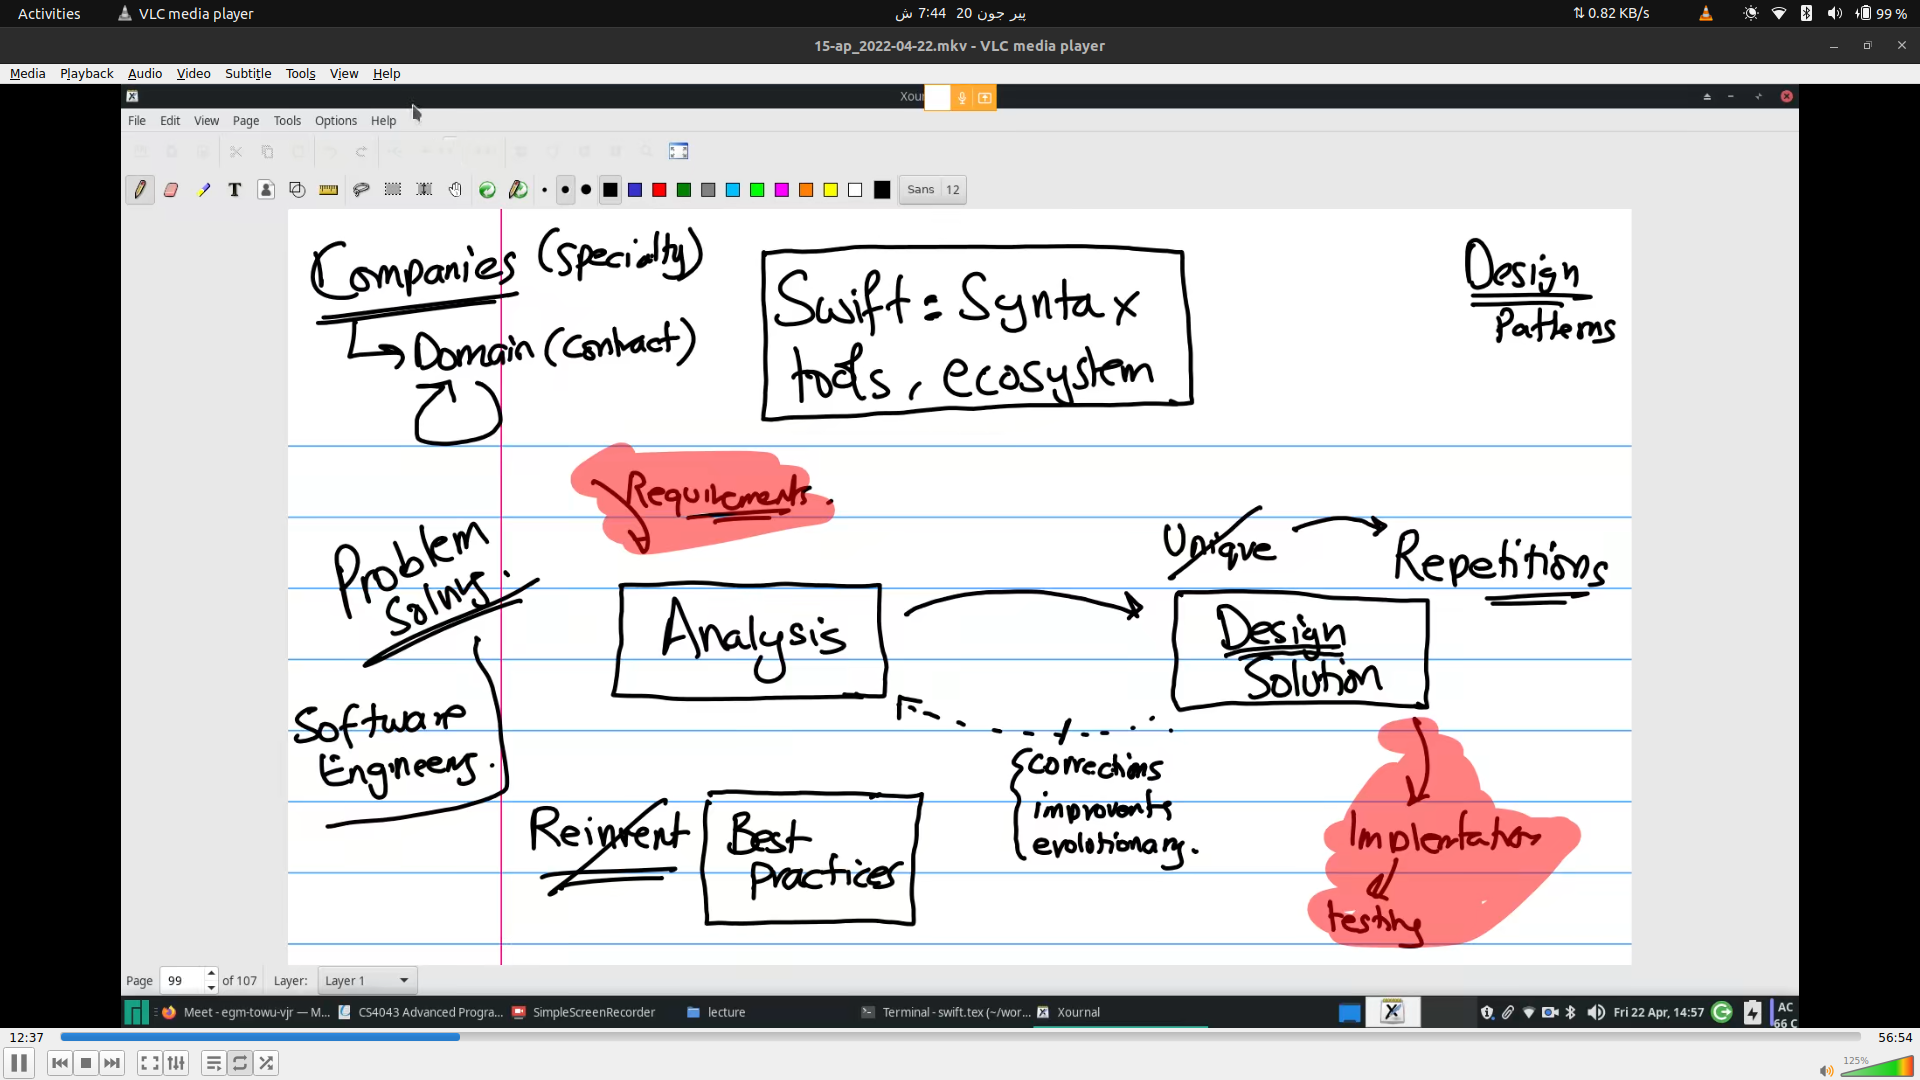 Activities
VLC media player
پیر جون 20  7:44 ش
0.82 KB/s
99 %
15-ap_2022-04-22.mkv - VLC media player
Media Playback Audio Video Subtitle Tools View Help
Xour
File Edit View Page Tools Options Help
Sans 12
Companies (specialty)
Domain (contract)
Swift: Syntax
tools, ecosystem
Design
Patterns
Requirements.
Problem
Solving.
Unique
Repetitions
Analysis
Design
Solution
Software
Engineers.
corrections
improvents
evolutionary.
Reinvent
Best
Practices
Implentation
testing
Page 99 of 107 Layer: Layer 1
Meet - egm-towu-vjr — M...
CS4043 Advanced Progra...
SimpleScreenRecorder
lecture
Terminal - swift.tex (~/wor...
Xournal
Fri 22 Apr, 14:57
AC
66 C
12:37
56:54
125%